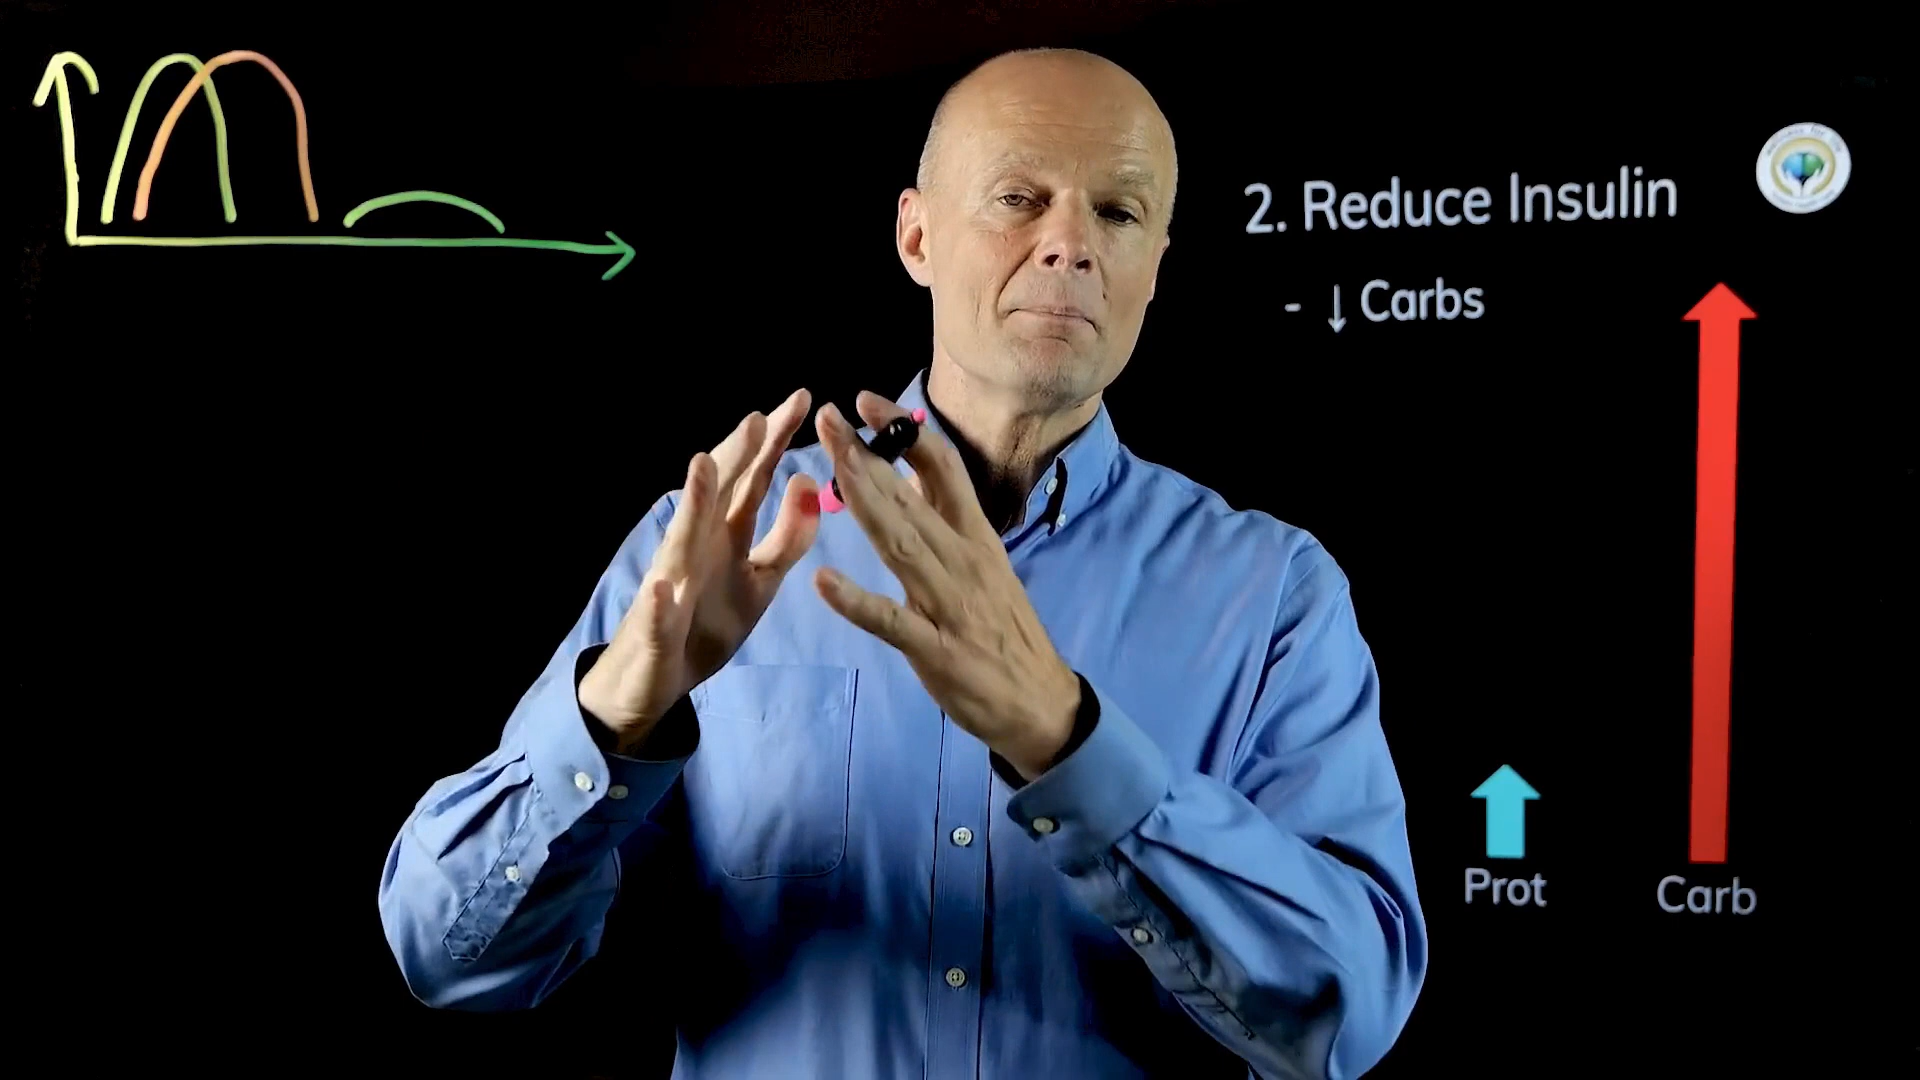 2. Reduce Insulin
- ↓ Carbs
Prot
Carb